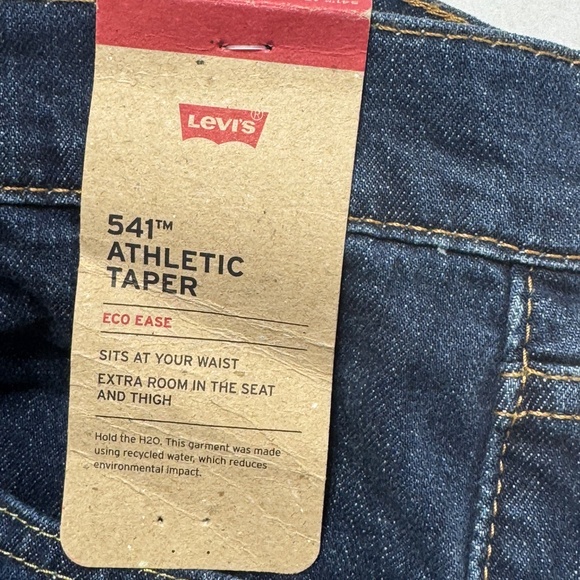 Levi's®
541™
ATHLETIC
TAPER
ECO EASE
SITS AT YOUR WAIST
EXTRA ROOM IN THE SEAT
AND THIGH
Hold the H2O. This garment was made
using recycled water, which reduces
environmental impact.